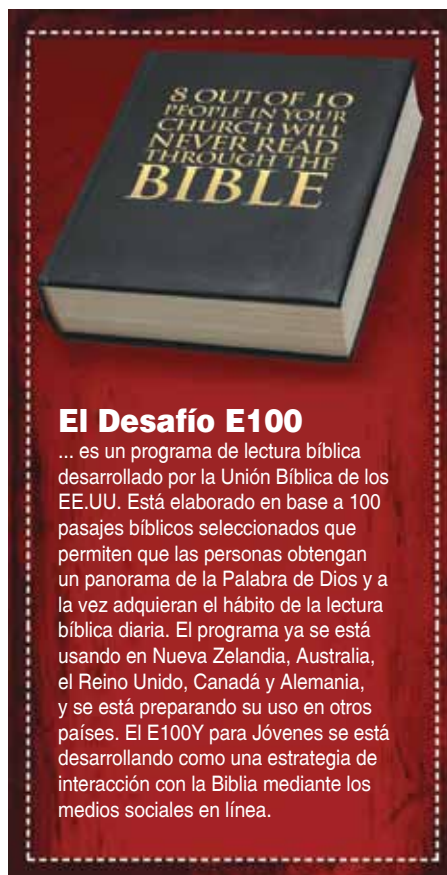 8 OUT OF 10
PEOPLE IN YOUR
CHURCH WILL
NEVER READ
THROUGH THE
BIBLE
El Desafío E100
... es un programa de lectura bíblica
desarrollado por la Unión Bíblica de los
EE.UU. Está elaborado en base a 100
pasajes bíblicos seleccionados que
permiten que las personas obtengan
un panorama de la Palabra de Dios y a
la vez adquieran el hábito de la lectura
bíblica diaria. El programa ya se está
usando en Nueva Zelandia, Australia,
el Reino Unido, Canadá y Alemania,
y se está preparando su uso en otros
países. El E100Y para Jóvenes se está
desarrollando como una estrategia de
interacción con la Biblia mediante los
medios sociales en línea.